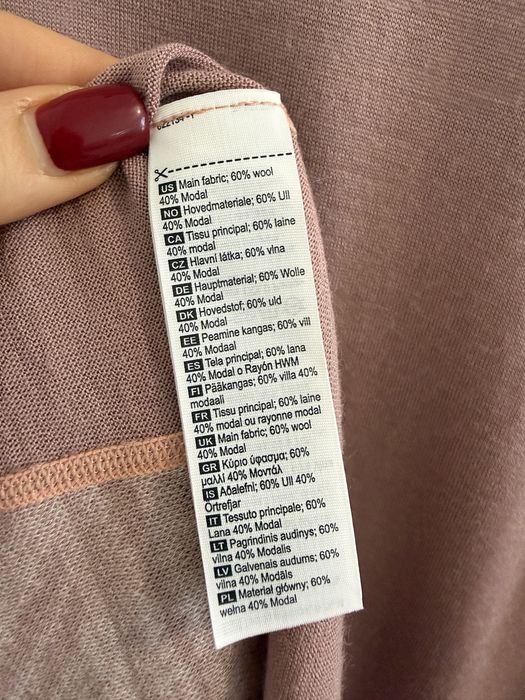 US Main fabric; 60% wool
40% Modal
NO Hovedmateriale; 60% Ull
40% Modal
CA Tissu principal; 60% laine
40% modal
CZ Hlavní látka; 60% vlna
40% Modal
DE Hauptmaterial; 60% Wolle
40% Modal
DK Hovedstof; 60% uld
40% Modal
EE Peamine kangas; 60% vill
40% Modaal
ES Tela principal; 60% lana
40% Modal o Rayón HWM
FI Pääkangas; 60% villa 40%
modaali
FR Tissu principal; 60% laine
40% modal ou rayonne modal
UK Main fabric; 60% wool
40% Modal
GR Κύριο ύφασμα; 60%
μαλλί 40% Μοντάλ
IS Aðalefni; 60% Ull 40%
Ortrefjar
IT Tessuto principale; 60%
Lana 40% Modal
LT Pagrindinis audinys; 60%
vilna 40% Modalis
LV Galvenais audums; 60%
vilna 40% Modāls
PL Materiał główny; 60%
wełna 40% Modal